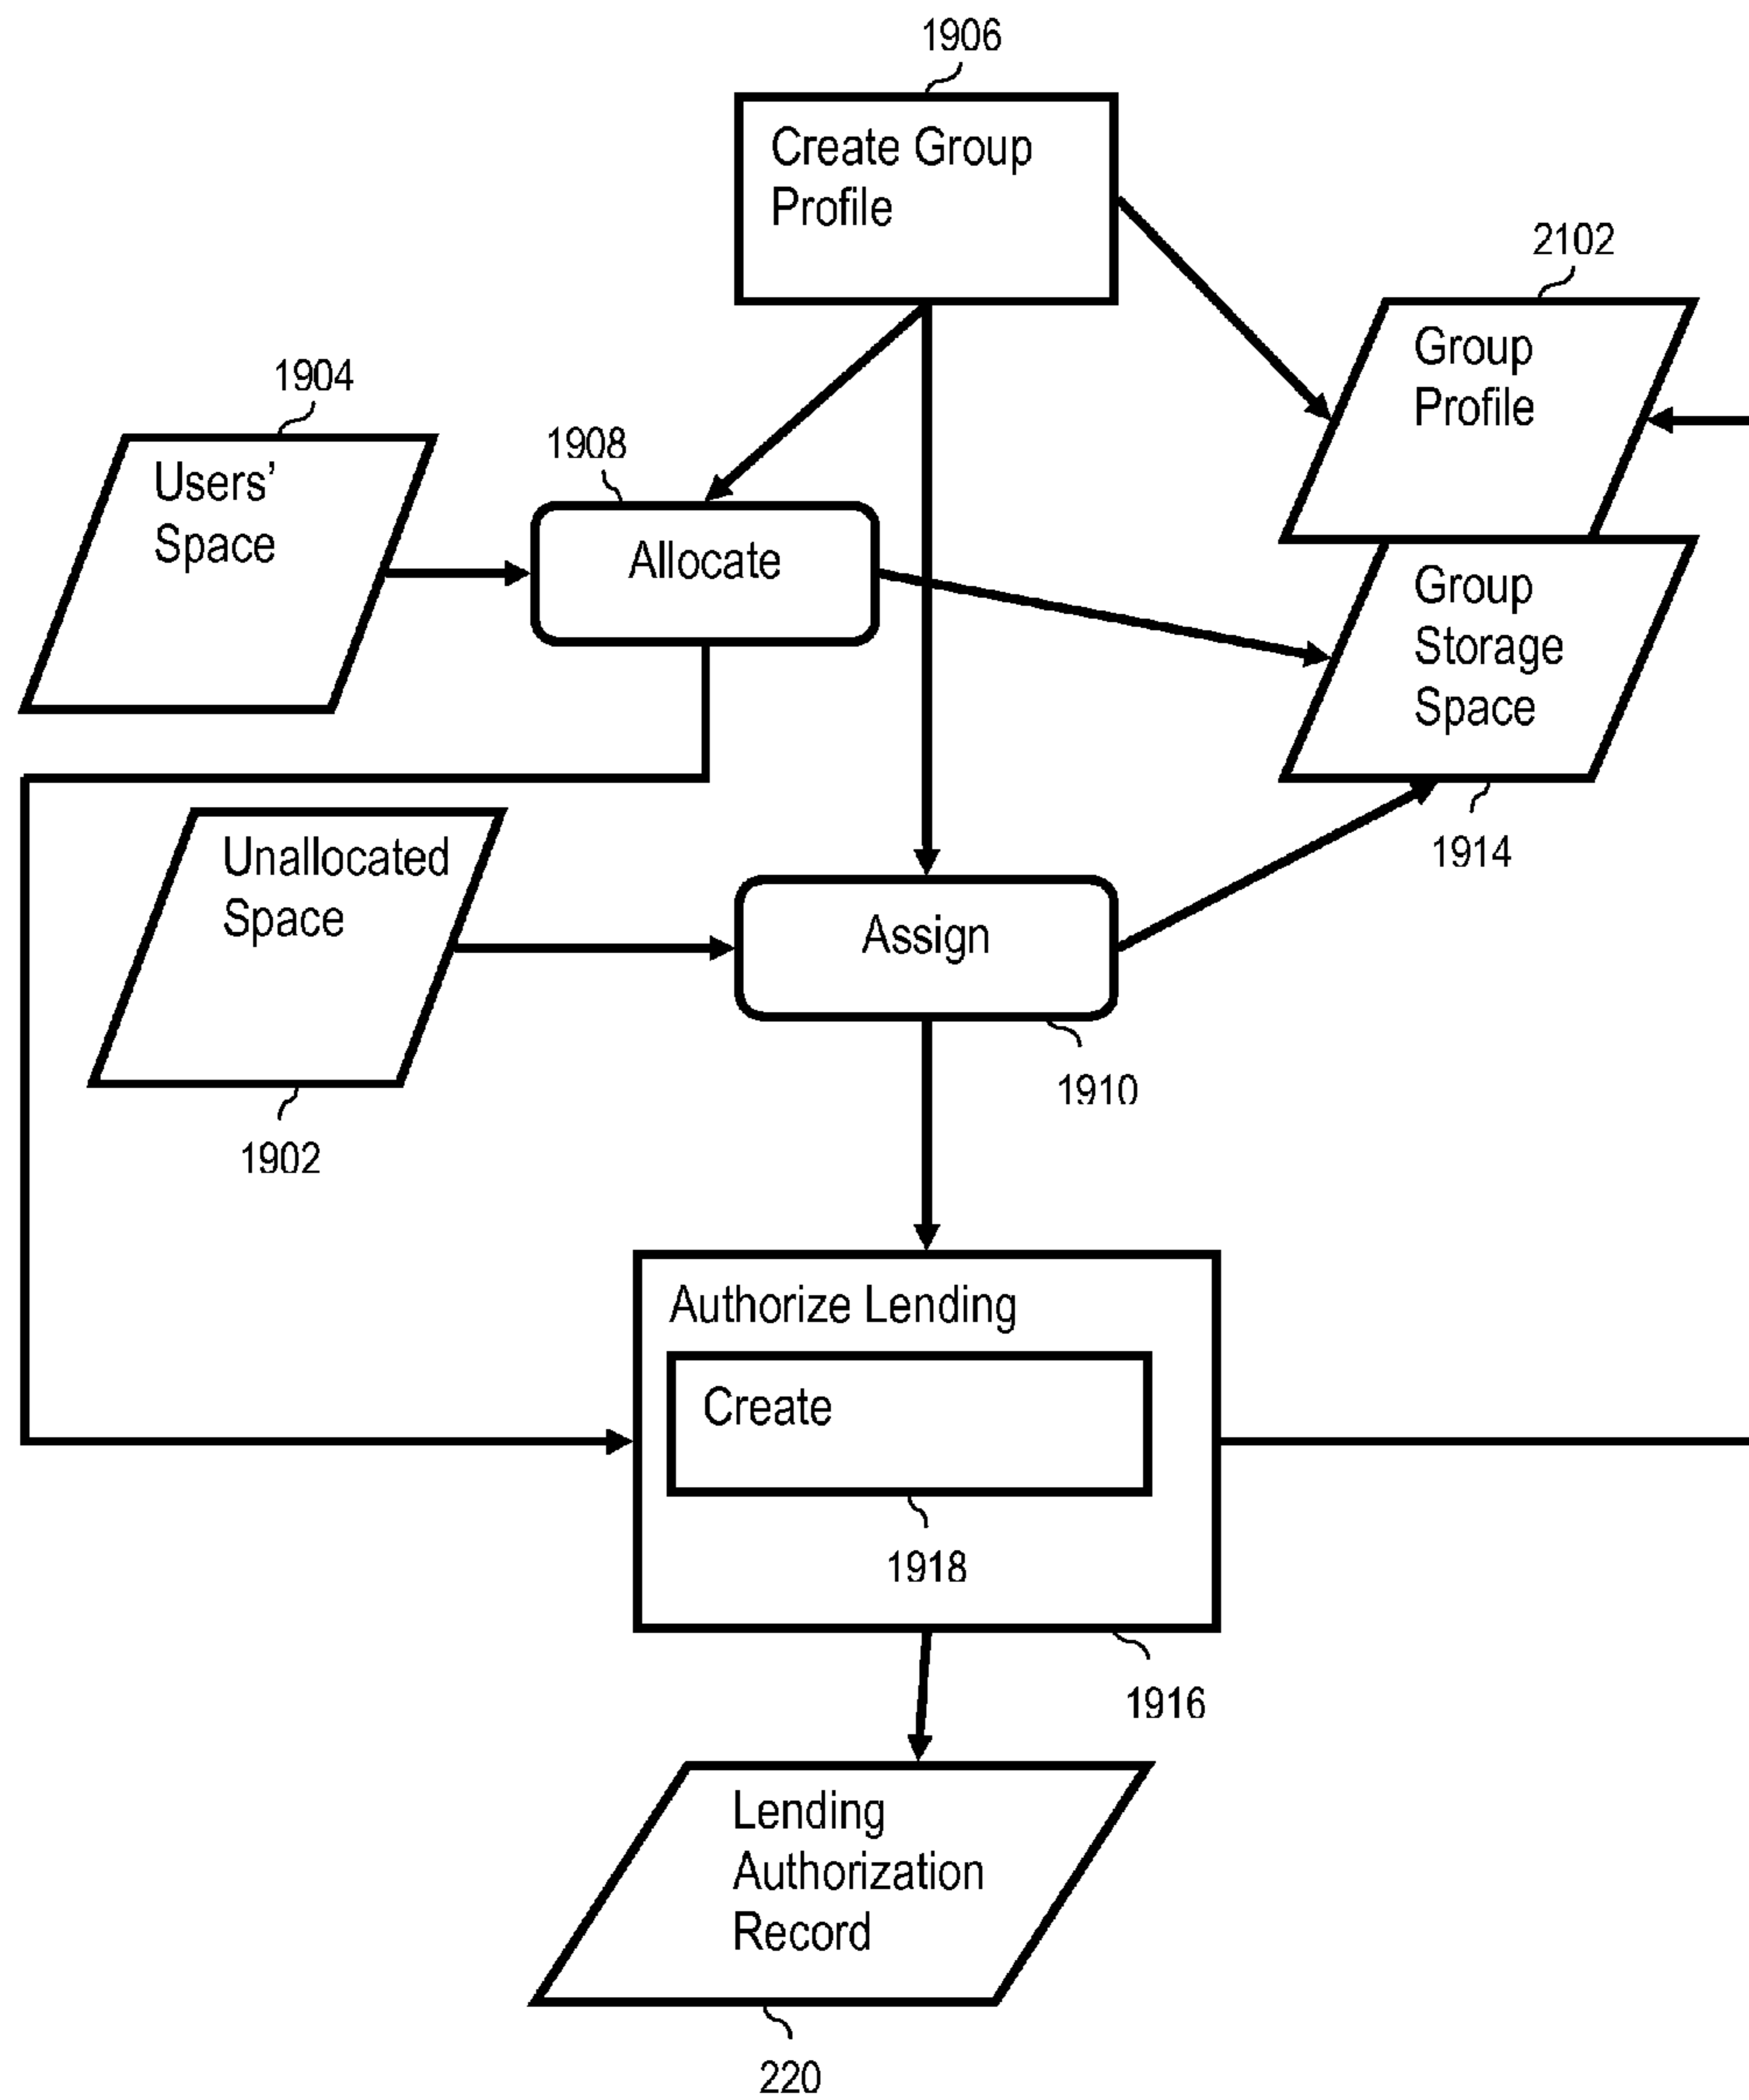 1906
Create Group
Profile
2102
Group
Profile
1904
Users’
Space
1908
Allocate
Group
Storage
Space
1914
Unallocated
Space
1902
Assign
1910
Authorize Lending
Create
1918
1916
Lending
Authorization
Record
220